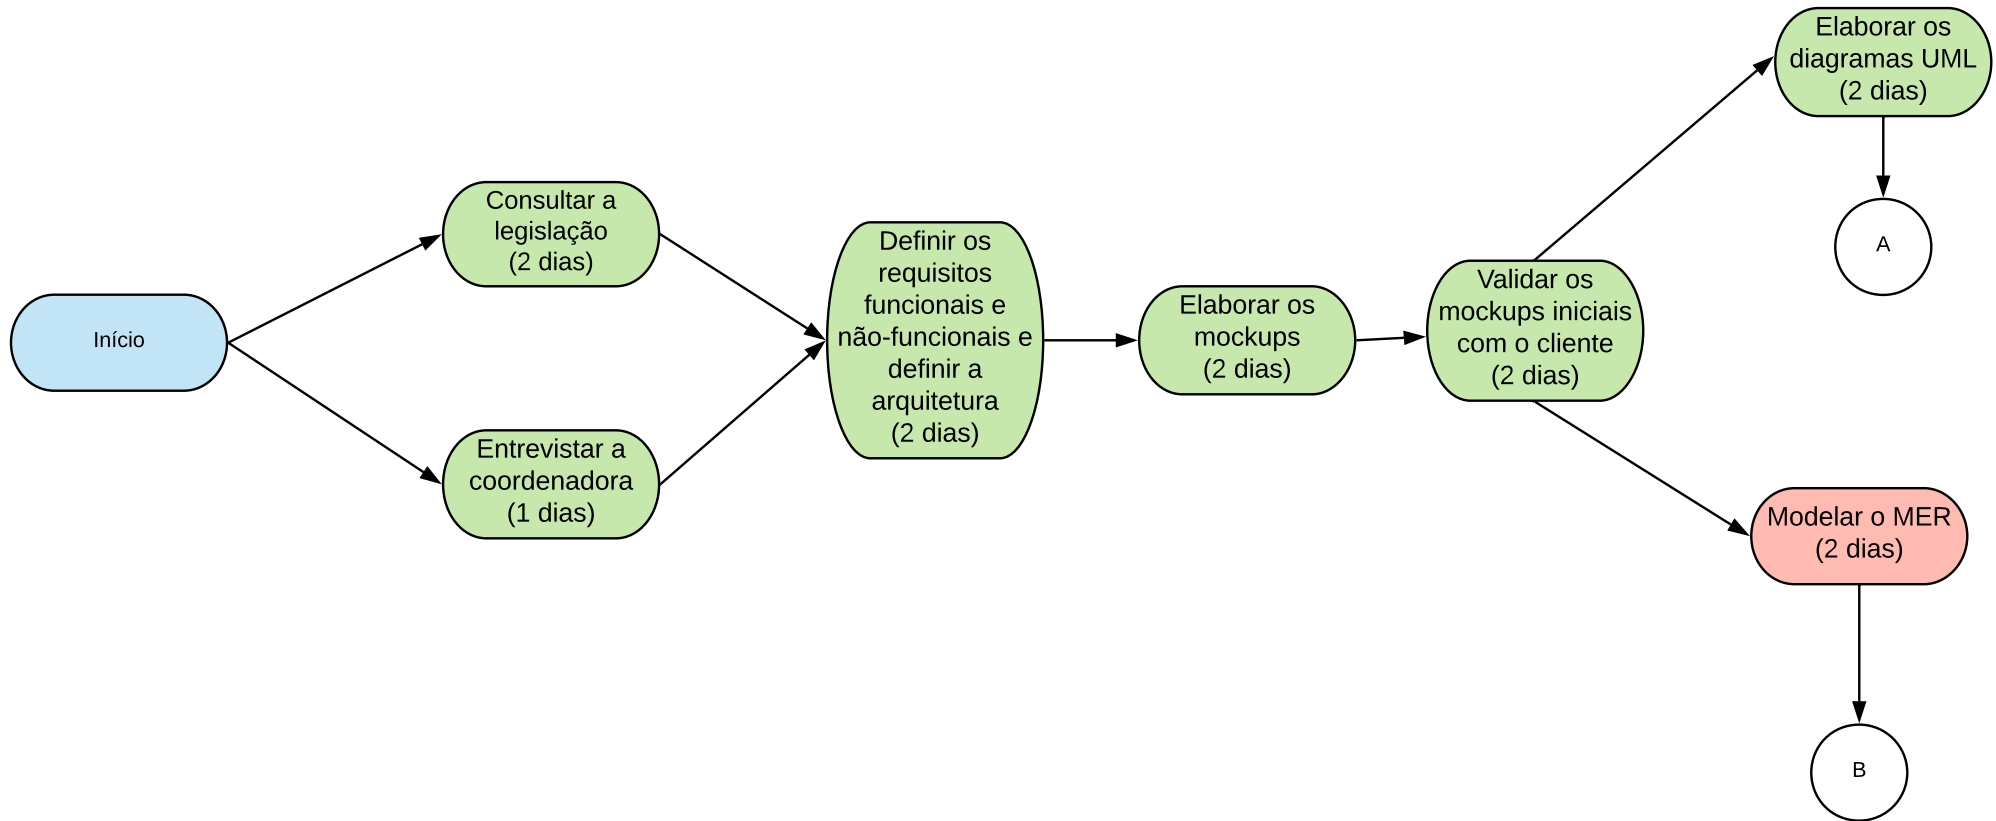 Início
Consultar a
legislação
(2 dias)
Entrevistar a
coordenadora
(1 dias)
Definir os
requisitos
funcionais e
não-funcionais e
definir a
arquitetura
(2 dias)
Elaborar os
mockups
(2 dias)
Validar os
mockups iniciais
com o cliente
(2 dias)
Elaborar os
diagramas UML
(2 dias)
A
Modelar o MER
(2 dias)
B